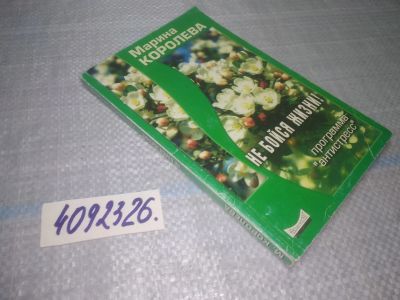 Марина
КОРОЛЕВА
НЕ БОЙСЯ ЖИЗНИ!
программа
"антистресс"
4092326.